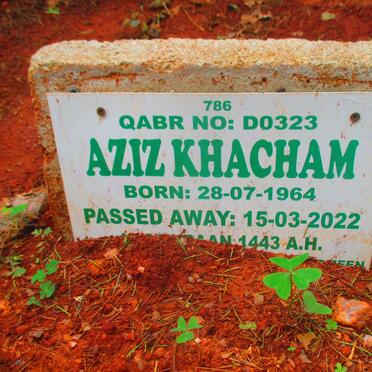 786
QABR NO: D0323
AZIZ KHACHAM
BORN: 28-07-1964
PASSED AWAY: 15-03-2022
1443 A.H.